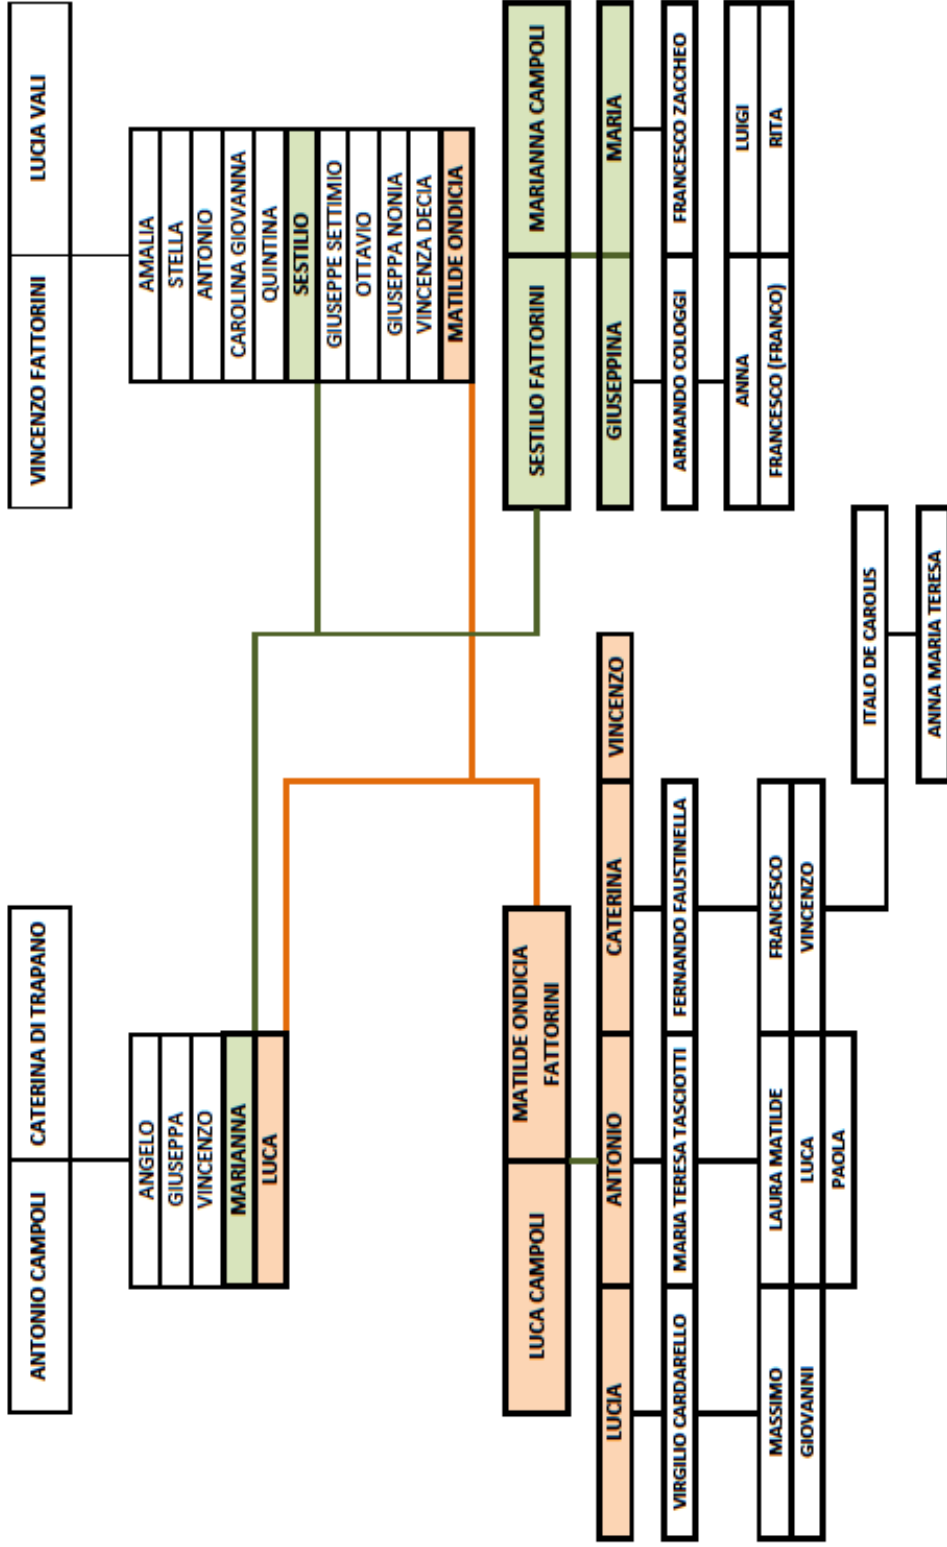 ANTONIO CAMPOLI
CATERINA DI TRAPANO
VINCENZO FATTORINI
LUCIA VALI
ANGELO
GIUSEPPA
VINCENZO
MARIANNA
LUCA
AMALIA
STELLA
ANTONIO
CAROLINA GIOVANNA
QUINTINA
SESTILIO
GIUSEPPE SETTIMIO
OTTAVIO
GIUSEPPA NONIA
VINCENZA DECIA
MATILDE ONDICIA
LUCA CAMPOLI
MATILDE ONDICIA
FATTORINI
SESTILIO FATTORINI
MARIANNA CAMPOLI
LUCIA
ANTONIO
CATERINA
VINCENZO
GIUSEPPINA
MARIA
VIRGILIO CARDARELLO
MARIA TERESA TASCIOTTI
FERNANDO FAUSTINELLA
ARMANDO COLOGGI
FRANCESCO ZACCHEO
MASSIMO
GIOVANNI
LAURA MATILDE
LUCA
PAOLA
FRANCESCO
VINCENZO
ANNA
FRANCESCO (FRANCO)
LUIGI
RITA
ITALO DE CAROLIS
ANNA MARIA TERESA